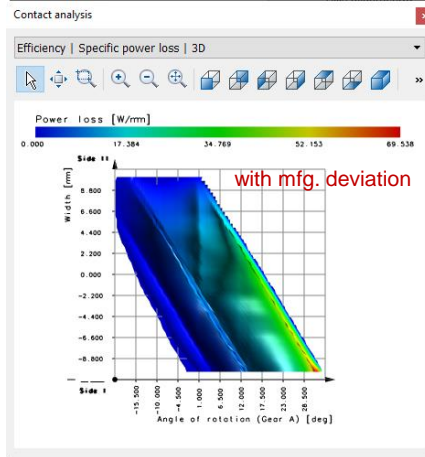 Contact analysis
Efficiency | Specific power loss | 3D
»
Power loss [W/mm]
0.000 17.384 34.769 52.153 69.538
Side II
with mfg. deviation
Width [mm]
8.800
6.600
4.400
2.200
0.000
-2.200
-4.400
-6.600
-8.800
Side I
-15.500 -10.000 -4.500 1.000 6.500 12.000 17.500 23.000 28.500
Angle of rotation (Gear A) [deg]